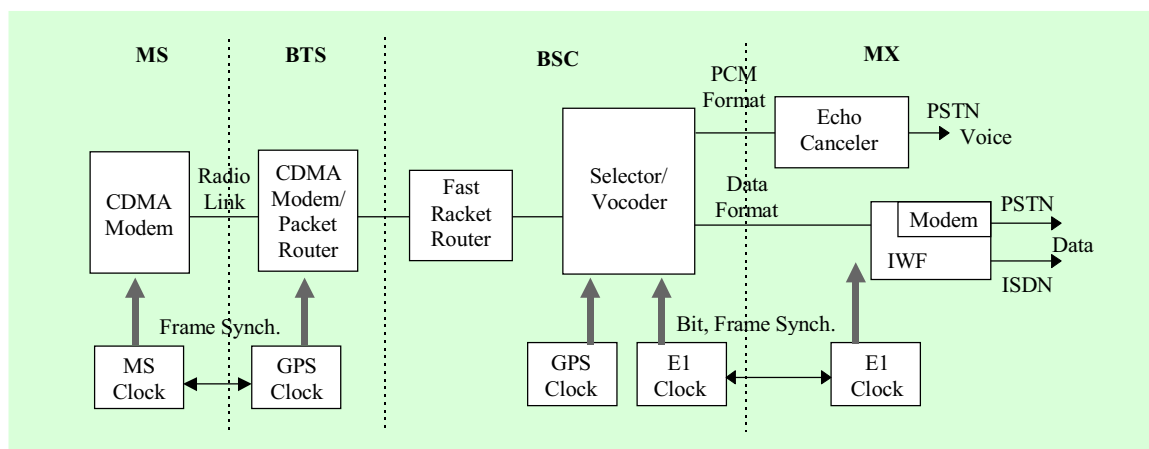 MS
BTS
BSC
MX
PCM
Format
Echo
Canceler
PSTN
Voice
CDMA
Modem
Radio
Link
CDMA
Modem/
Packet
Router
Fast
Racket
Router
Selector/
Vocoder
Data
Format
Modem
IWF
PSTN
Data
ISDN
Frame Synch.
Bit, Frame Synch.
MS
Clock
GPS
Clock
GPS
Clock
E1
Clock
E1
Clock